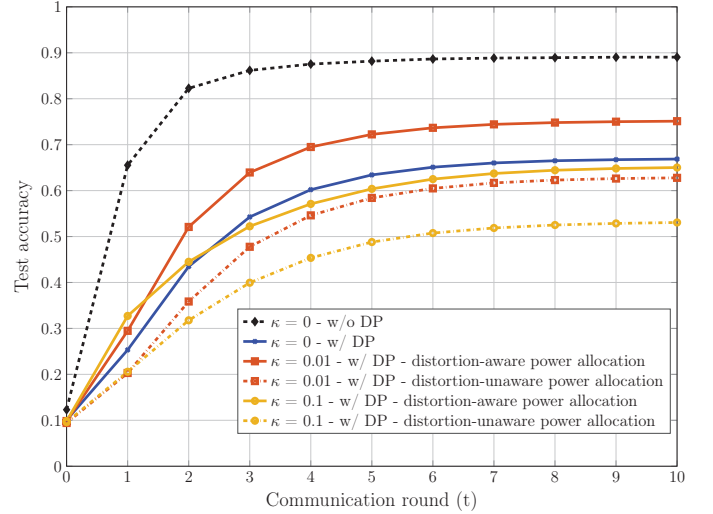 1
0.9
0.8
0.7
0.6
0.5
0.4
0.3
0.2
0.1
0
Test accuracy
κ = 0 - w/o DP
κ = 0 - w/ DP
κ = 0.01 - w/ DP - distortion-aware power allocation
κ = 0.01 - w/ DP - distortion-unaware power allocation
κ = 0.1 - w/ DP - distortion-aware power allocation
κ = 0.1 - w/ DP - distortion-unaware power allocation
0 1 2 3 4 5 6 7 8 9 10
Communication round (t)